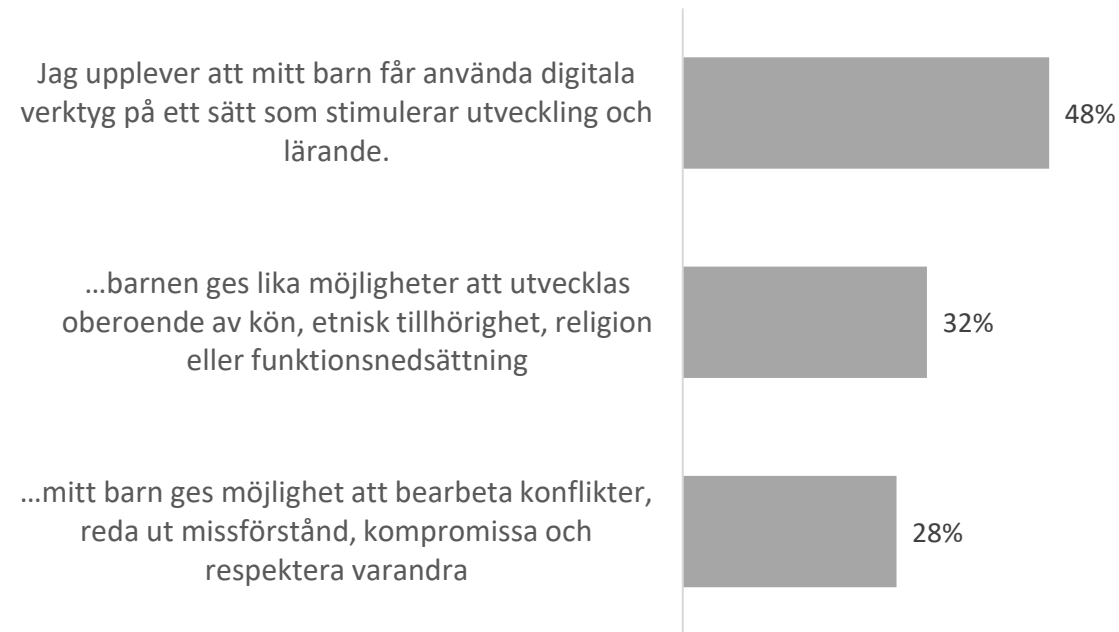 Jag upplever att mitt barn får använda digitala
verktyg på ett sätt som stimulerar utveckling och
lärande.
48%
...barnen ges lika möjligheter att utvecklas
oberoende av kön, etnisk tillhörighet, religion
eller funktionsnedsättning
32%
...mitt barn ges möjlighet att bearbeta konflikter,
reda ut missförstånd, kompromissa och
respektera varandra
28%